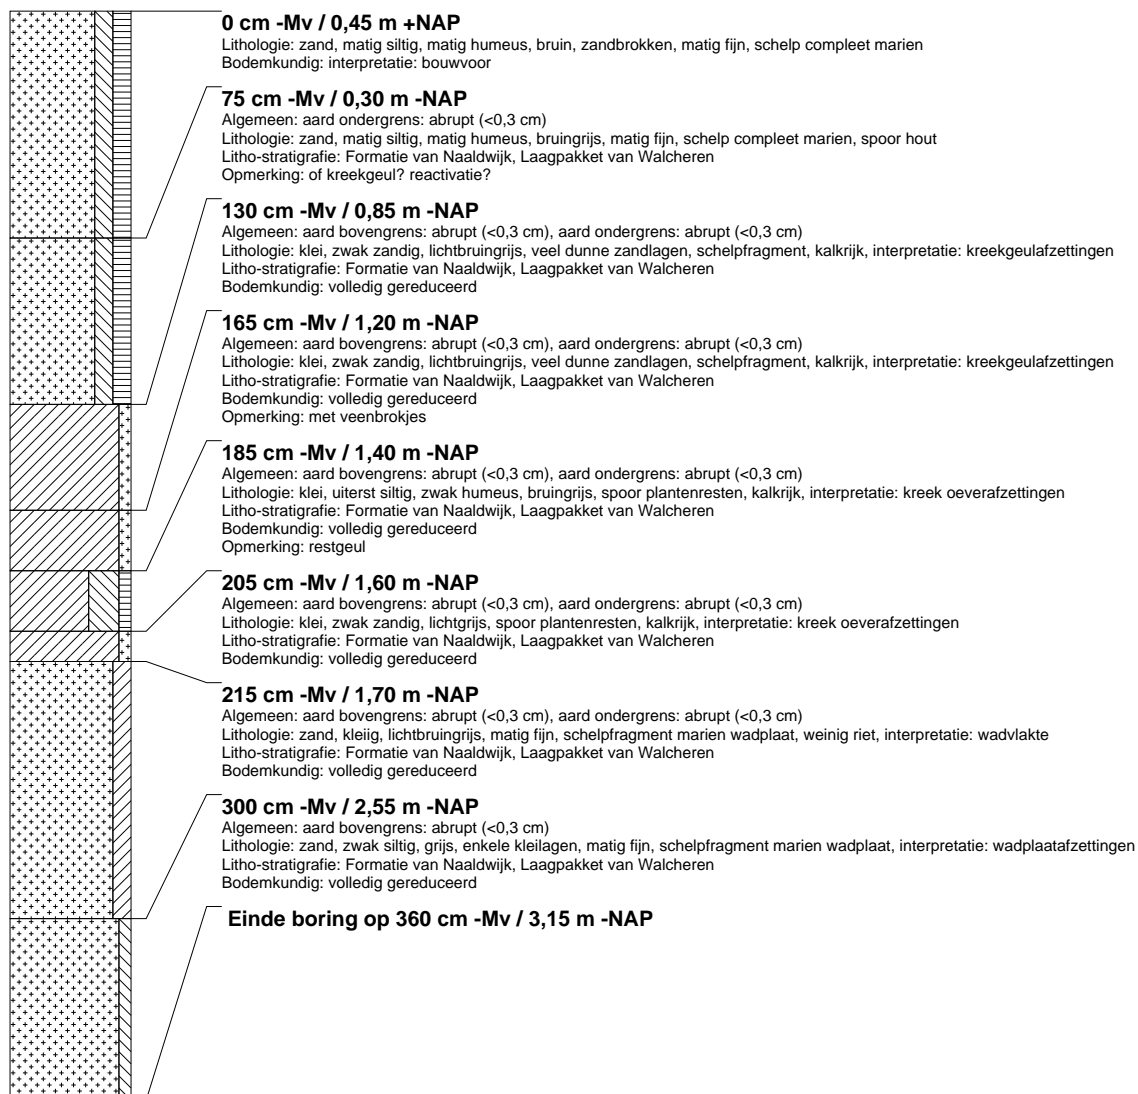 0 cm -Mv / 0,45 m +NAP
Lithologie: zand, matig siltig, matig humeus, bruin, zandbrokken, matig fijn, schelp compleet marien
Bodemkundig: interpretatie: bouwvoor
75 cm -Mv / 0,30 m -NAP
Algemeen: aard ondergrens: abrupt (<0,3 cm)
Lithologie: zand, matig siltig, matig humeus, bruingrijs, matig fijn, schelp compleet marien, spoor hout
Litho-stratigrafie: Formatie van Naaldwijk, Laagpakket van Walcheren
Opmerking: of kreekgeul? reactivatie?
130 cm -Mv / 0,85 m -NAP
Algemeen: aard bovengrens: abrupt (<0,3 cm), aard ondergrens: abrupt (<0,3 cm)
Lithologie: klei, zwak zandig, lichtbruingrijs, veel dunne zandlagen, schelpfragment, kalkrijk, interpretatie: kreekgeulafzettingen
Litho-stratigrafie: Formatie van Naaldwijk, Laagpakket van Walcheren
Bodemkundig: volledig gereduceerd
165 cm -Mv / 1,20 m -NAP
Algemeen: aard bovengrens: abrupt (<0,3 cm), aard ondergrens: abrupt (<0,3 cm)
Lithologie: klei, zwak zandig, lichtbruingrijs, veel dunne zandlagen, schelpfragment, kalkrijk, interpretatie: kreekgeulafzettingen
Litho-stratigrafie: Formatie van Naaldwijk, Laagpakket van Walcheren
Bodemkundig: volledig gereduceerd
Opmerking: met veenbrokjes
185 cm -Mv / 1,40 m -NAP
Algemeen: aard bovengrens: abrupt (<0,3 cm), aard ondergrens: abrupt (<0,3 cm)
Lithologie: klei, uiterst siltig, zwak humeus, bruingrijs, spoor plantenresten, kalkrijk, interpretatie: kreek oeverafzettingen
Litho-stratigrafie: Formatie van Naaldwijk, Laagpakket van Walcheren
Bodemkundig: volledig gereduceerd
Opmerking: restgeul
205 cm -Mv / 1,60 m -NAP
Algemeen: aard bovengrens: abrupt (<0,3 cm), aard ondergrens: abrupt (<0,3 cm)
Lithologie: klei, zwak zandig, lichtgrijs, spoor plantenresten, kalkrijk, interpretatie: kreek oeverafzettingen
Litho-stratigrafie: Formatie van Naaldwijk, Laagpakket van Walcheren
Bodemkundig: volledig gereduceerd
215 cm -Mv / 1,70 m -NAP
Algemeen: aard bovengrens: abrupt (<0,3 cm), aard ondergrens: abrupt (<0,3 cm)
Lithologie: zand, kleiig, lichtbruingrijs, matig fijn, schelpfragment marien wadplaat, weinig riet, interpretatie: wadvlakte
Litho-stratigrafie: Formatie van Naaldwijk, Laagpakket van Walcheren
Bodemkundig: volledig gereduceerd
300 cm -Mv / 2,55 m -NAP
Algemeen: aard bovengrens: abrupt (<0,3 cm)
Lithologie: zand, zwak siltig, grijs, enkele kleilagen, matig fijn, schelpfragment marien wadplaat, interpretatie: wadplaatafzettingen
Litho-stratigrafie: Formatie van Naaldwijk, Laagpakket van Walcheren
Bodemkundig: volledig gereduceerd
Einde boring op 360 cm -Mv / 3,15 m -NAP